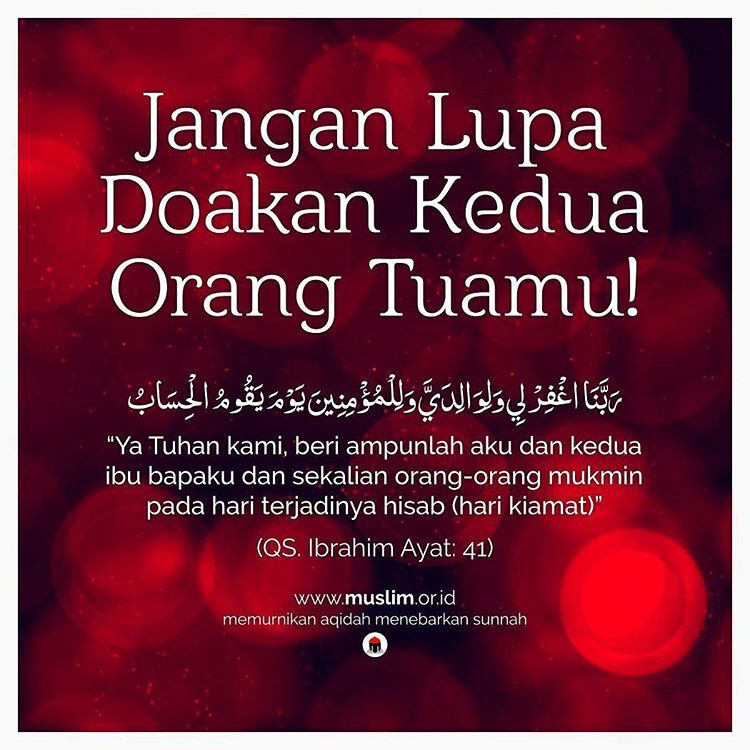 Jangan Lupa
Doakan Kedua
Orang Tuamu!
رَبَّنَا اغْفِرْ لِي وَلِوَالِدَيَّ وَلِلْمُؤْمِنِينَ يَوْمَ يَقُومُ الْحِسَابُ
“Ya Tuhan kami, beri ampunlah aku dan kedua
ibu bapaku dan sekalian orang-orang mukmin
pada hari terjadinya hisab (hari kiamat)”
(QS. Ibrahim Ayat: 41)
www.muslim.or.id
memurnikan aqidah menebarkan sunnah